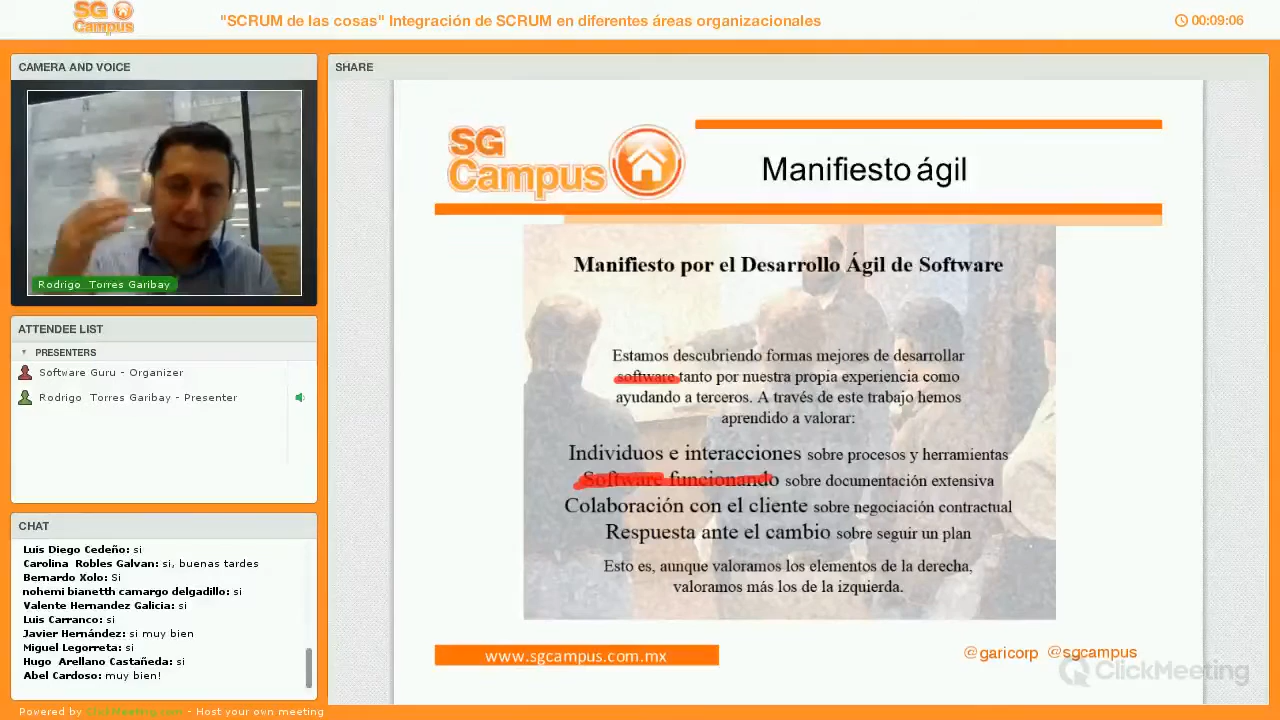 SG
Campus
"SCRUM de las cosas" Integración de SCRUM en diferentes áreas organizacionales
00:09:06
CAMERA AND VOICE
Rodrigo Torres Garibay
ATTENDEE LIST
PRESENTERS
Software Guru - Organizer
Rodrigo Torres Garibay - Presenter
CHAT
Luis Diego Cedeño: si
Carolina Robles Galvan: si, buenas tardes
Bernardo Xolo: Si
nohemi bianetth camargo delgadillo: si
Valente Hernandez Galicia: si
Luis Carranco: si
Javier Hernández: si muy bien
Miguel Legorreta: si
Hugo Arellano Castañeda: si
Abel Cardoso: muy bien!
SHARE
SG
Campus
Manifiesto ágil
Manifiesto por el Desarrollo Ágil de Software
Estamos descubriendo formas mejores de desarrollar
software tanto por nuestra propia experiencia como
ayudando a terceros. A través de este trabajo hemos
aprendido a valorar:
Individuos e interacciones sobre procesos y herramientas
Software funcionando sobre documentación extensiva
Colaboración con el cliente sobre negociación contractual
Respuesta ante el cambio sobre seguir un plan
Esto es, aunque valoramos los elementos de la derecha,
valoramos más los de la izquierda.
www.sgcampus.com.mx
@garicorp @sgcampus
ClickMeeting
Powered by ClickMeeting.com - Host your own meeting